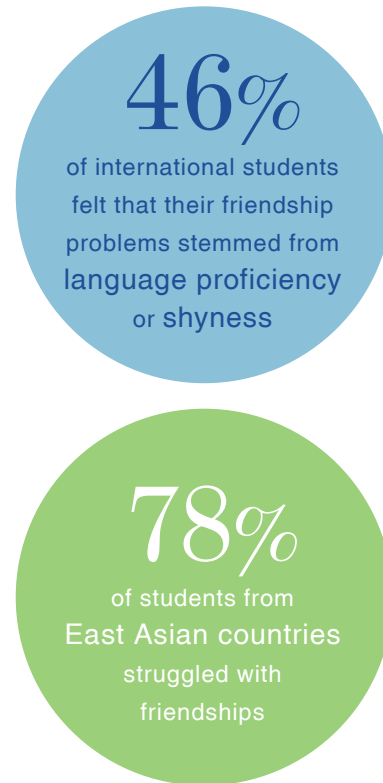 46%
of international students
felt that their friendship
problems stemmed from
language proficiency
or shyness
78%
of students from
East Asian countries
struggled with
friendships